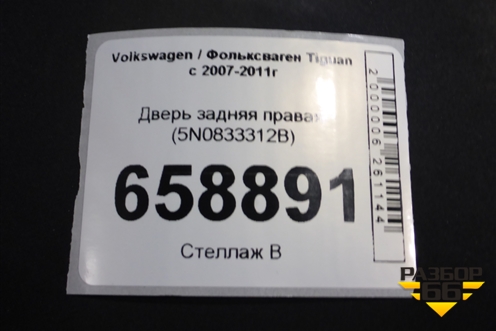 Volkswagen / Фольксваген Tiguan
с 2007-2011г
Дверь задняя правая
(5N0833312B)
658891
Стеллаж В
2000006261144
РАЗБОР
66